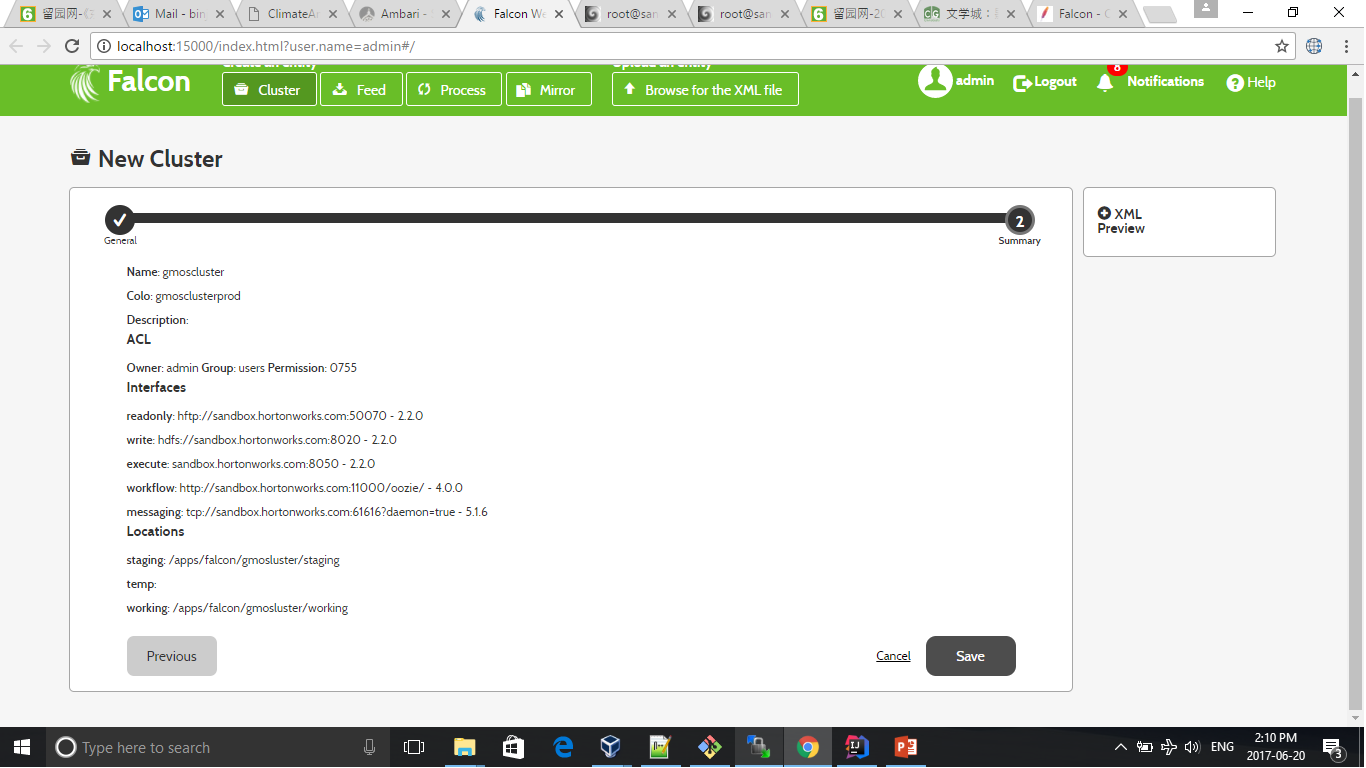 留园网-《
Mail - bin
ClimateAr
Ambari -
Falcon We
root@san
root@san
留园网-20
文学城：
Falcon - C
localhost:15000/index.html?user.name=admin#/
Falcon
Cluster
Feed
Process
Mirror
Browse for the XML file
admin
Logout
8
Notifications
Help
New Cluster
General
2
Summary
XML
Preview
Name: gmoscluster
Colo: gmosclusterprod
Description:
ACL
Owner: admin Group: users Permission: 0755
Interfaces
readonly: hftp://sandbox.hortonworks.com:50070 - 2.2.0
write: hdfs://sandbox.hortonworks.com:8020 - 2.2.0
execute: sandbox.hortonworks.com:8050 - 2.2.0
workflow: http://sandbox.hortonworks.com:11000/oozie/ - 4.0.0
messaging: tcp://sandbox.hortonworks.com:61616?daemon=true - 5.1.6
Locations
staging: /apps/falcon/gmosluster/staging
temp:
working: /apps/falcon/gmosluster/working
Previous
Cancel
Save
Type here to search
ENG
2:10 PM
2017-06-20
3